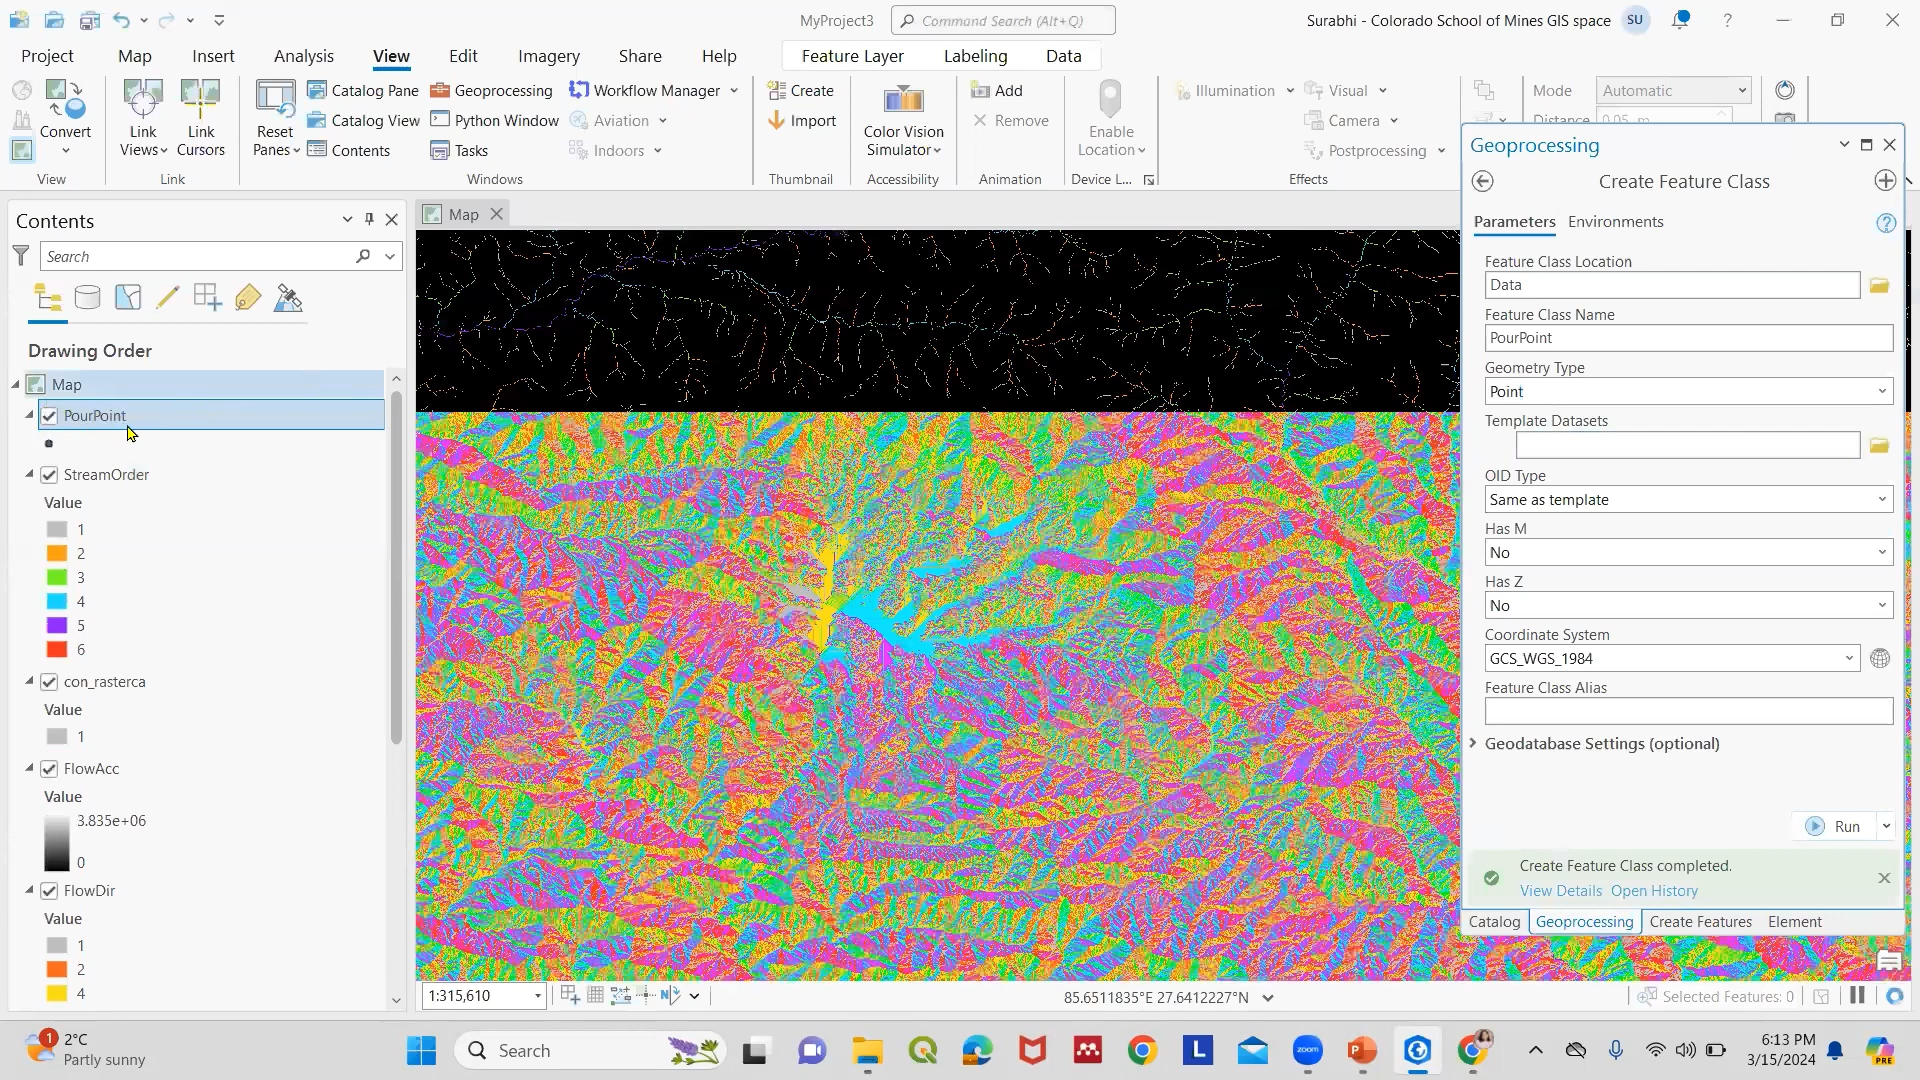 MyProject3
Command Search (Alt+Q)
Surabhi - Colorado School of Mines GIS space
SU
?
Project
Map
Insert
Analysis
View
Edit
Imagery
Share
Help
Feature Layer
Labeling
Data
Convert
View
Link Views
Link Cursors
Link
Reset Panes
Catalog Pane
Catalog View
Contents
Geoprocessing
Python Window
Tasks
Workflow Manager
Aviation
Indoors
Windows
Create
Import
Thumbnail
Color Vision Simulator
Accessibility
Add
Remove
Animation
Enable Location
Device L...
Illumination
Visual
Camera
Postprocessing
Effects
Mode
Automatic
Distance
0.05 m
Contents
Search
Drawing Order
Map
PourPoint
StreamOrder
Value
1
2
3
4
5
6
con_rasterca
Value
1
FlowAcc
Value
3.835e+06
0
FlowDir
Value
1
2
4
Map
1:315,610
85.6511835°E 27.6412227°N
Selected Features: 0
Geoprocessing
Create Feature Class
Parameters
Environments
?
Feature Class Location
Data
Feature Class Name
PourPoint
Geometry Type
Point
Template Datasets
OID Type
Same as template
Has M
No
Has Z
No
Coordinate System
GCS_WGS_1984
Feature Class Alias
Geodatabase Settings (optional)
Run
Create Feature Class completed.
View Details Open History
Catalog
Geoprocessing
Create Features
Element
1
2°C
Partly sunny
Search
L
zoom
P
6:13 PM
3/15/2024
PRE